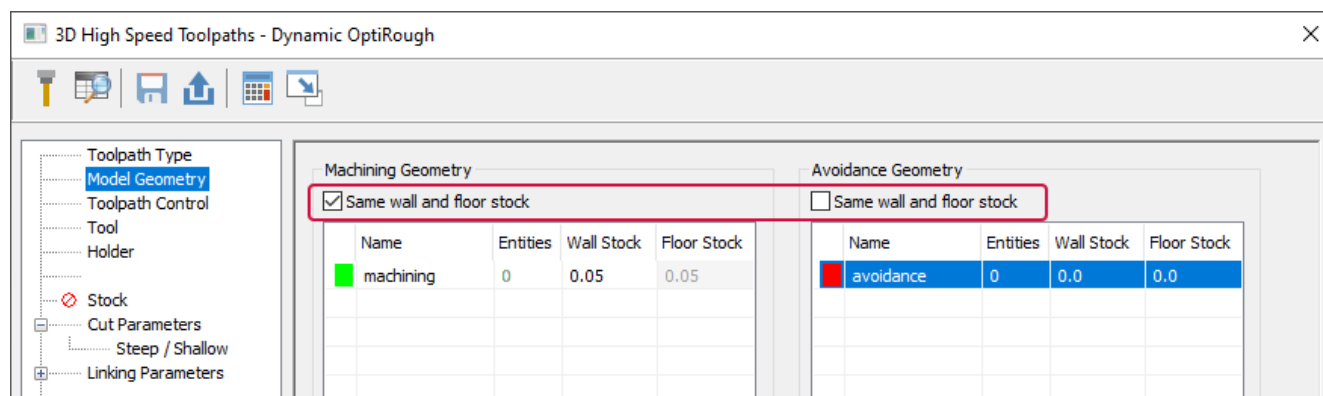 3D High Speed Toolpaths - Dynamic OptiRough
Toolpath Type
Model Geometry
Toolpath Control
Tool
Holder
Stock
Cut Parameters
Steep / Shallow
Linking Parameters
Machining Geometry
Same wall and floor stock
Name Entities Wall Stock Floor Stock
machining 0 0.05 0.05
Avoidance Geometry
Same wall and floor stock
Name Entities Wall Stock Floor Stock
avoidance 0 0.0 0.0